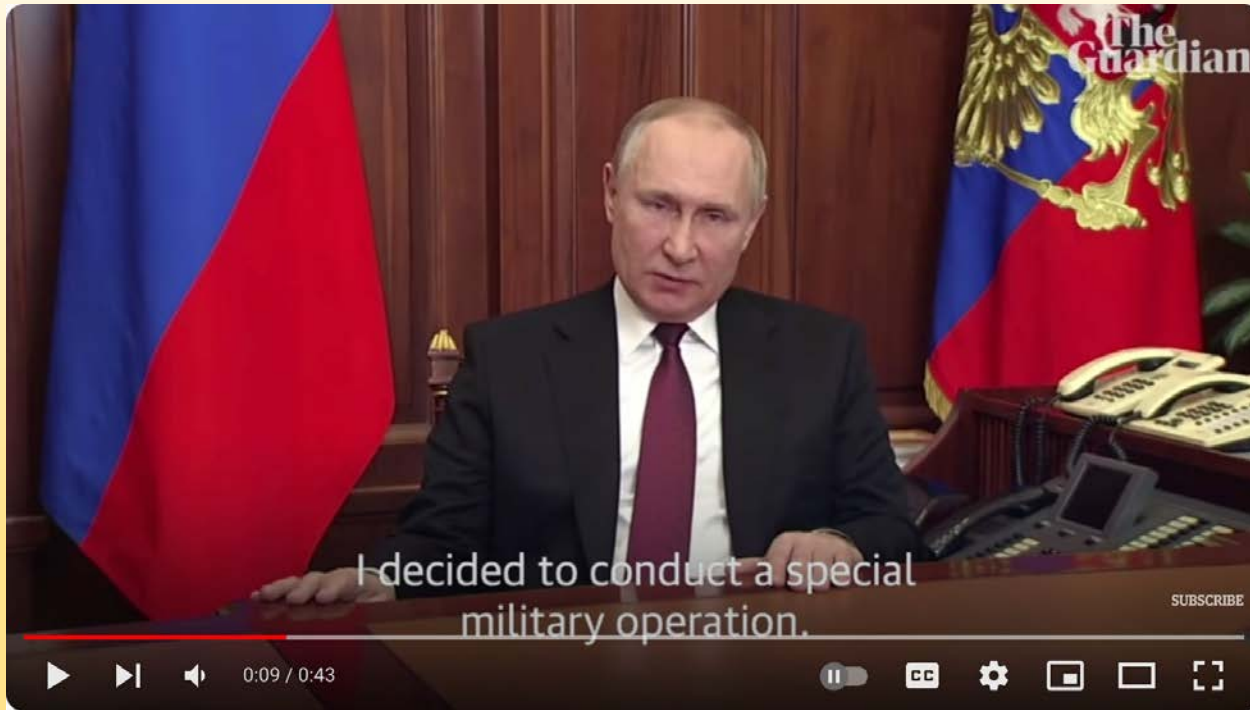 The
Guardian
I decided to conduct a special
military operation.
SUBSCRIBE
0:09 / 0:43
CC